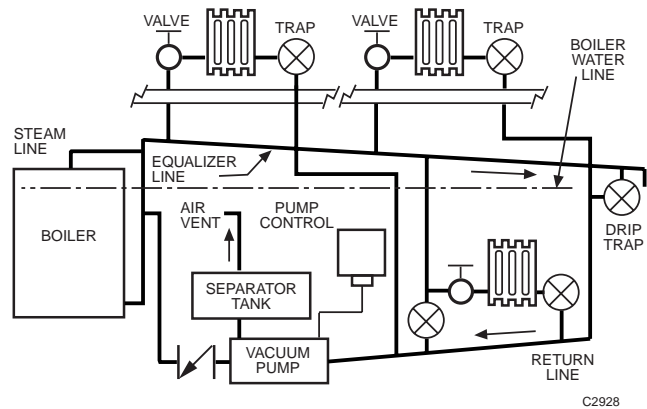 VALVE
TRAP
VALVE
TRAP
BOILER
WATER
LINE
STEAM
LINE
EQUALIZER
LINE
BOILER
AIR
VENT
PUMP
CONTROL
DRIP
TRAP
SEPARATOR
TANK
VACUUM
PUMP
RETURN
LINE
C2928